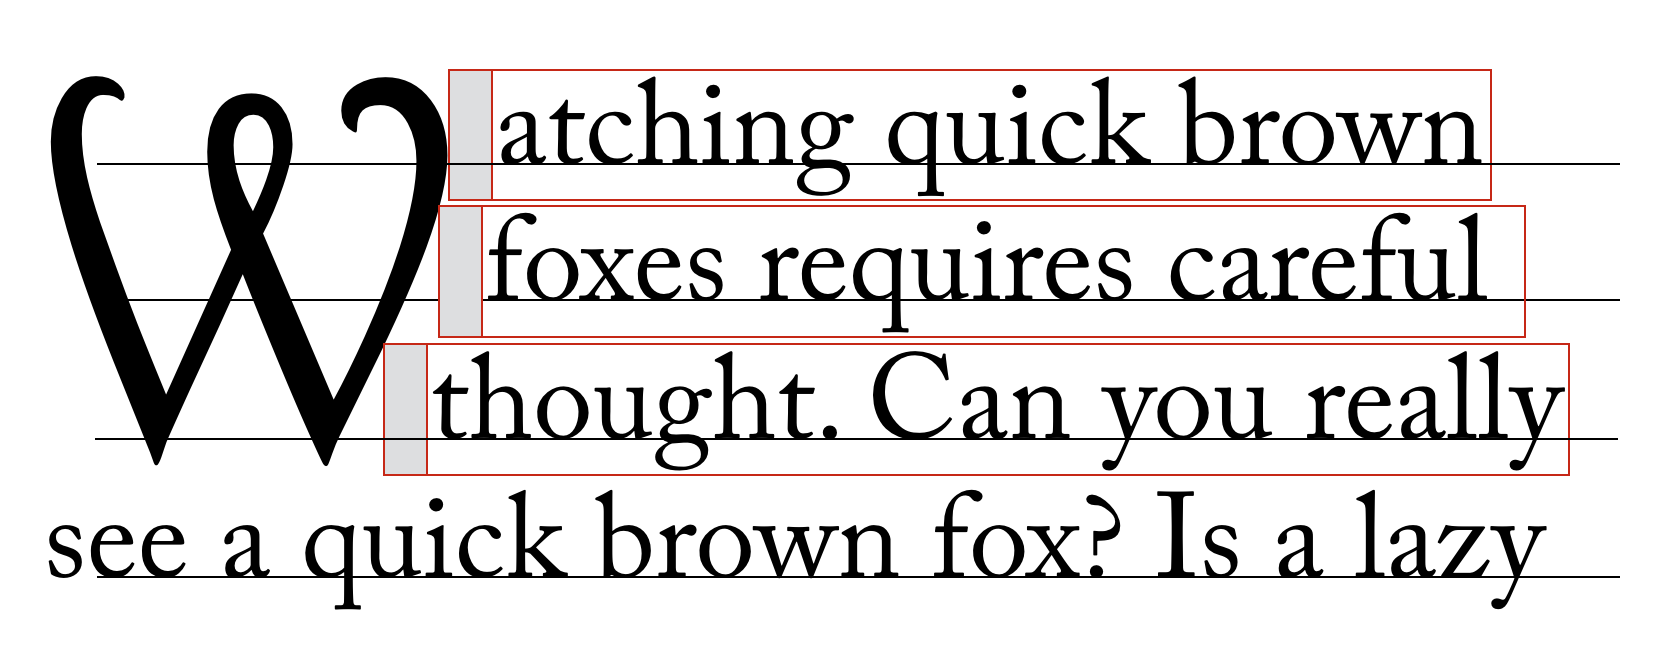 Watching quick brown
foxes requires careful
thought. Can you really
see a quick brown fox? Is a lazy